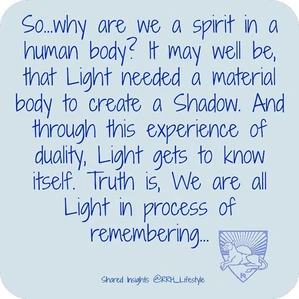 So...why are we a spirit in a
human body? It may well be,
that Light needed a material
body to create a Shadow. And
through this experience of
duality, Light gets to know
itself. Truth is, We are all
Light in process of
remembering...
Shared Insights @RRH_Lifestyle